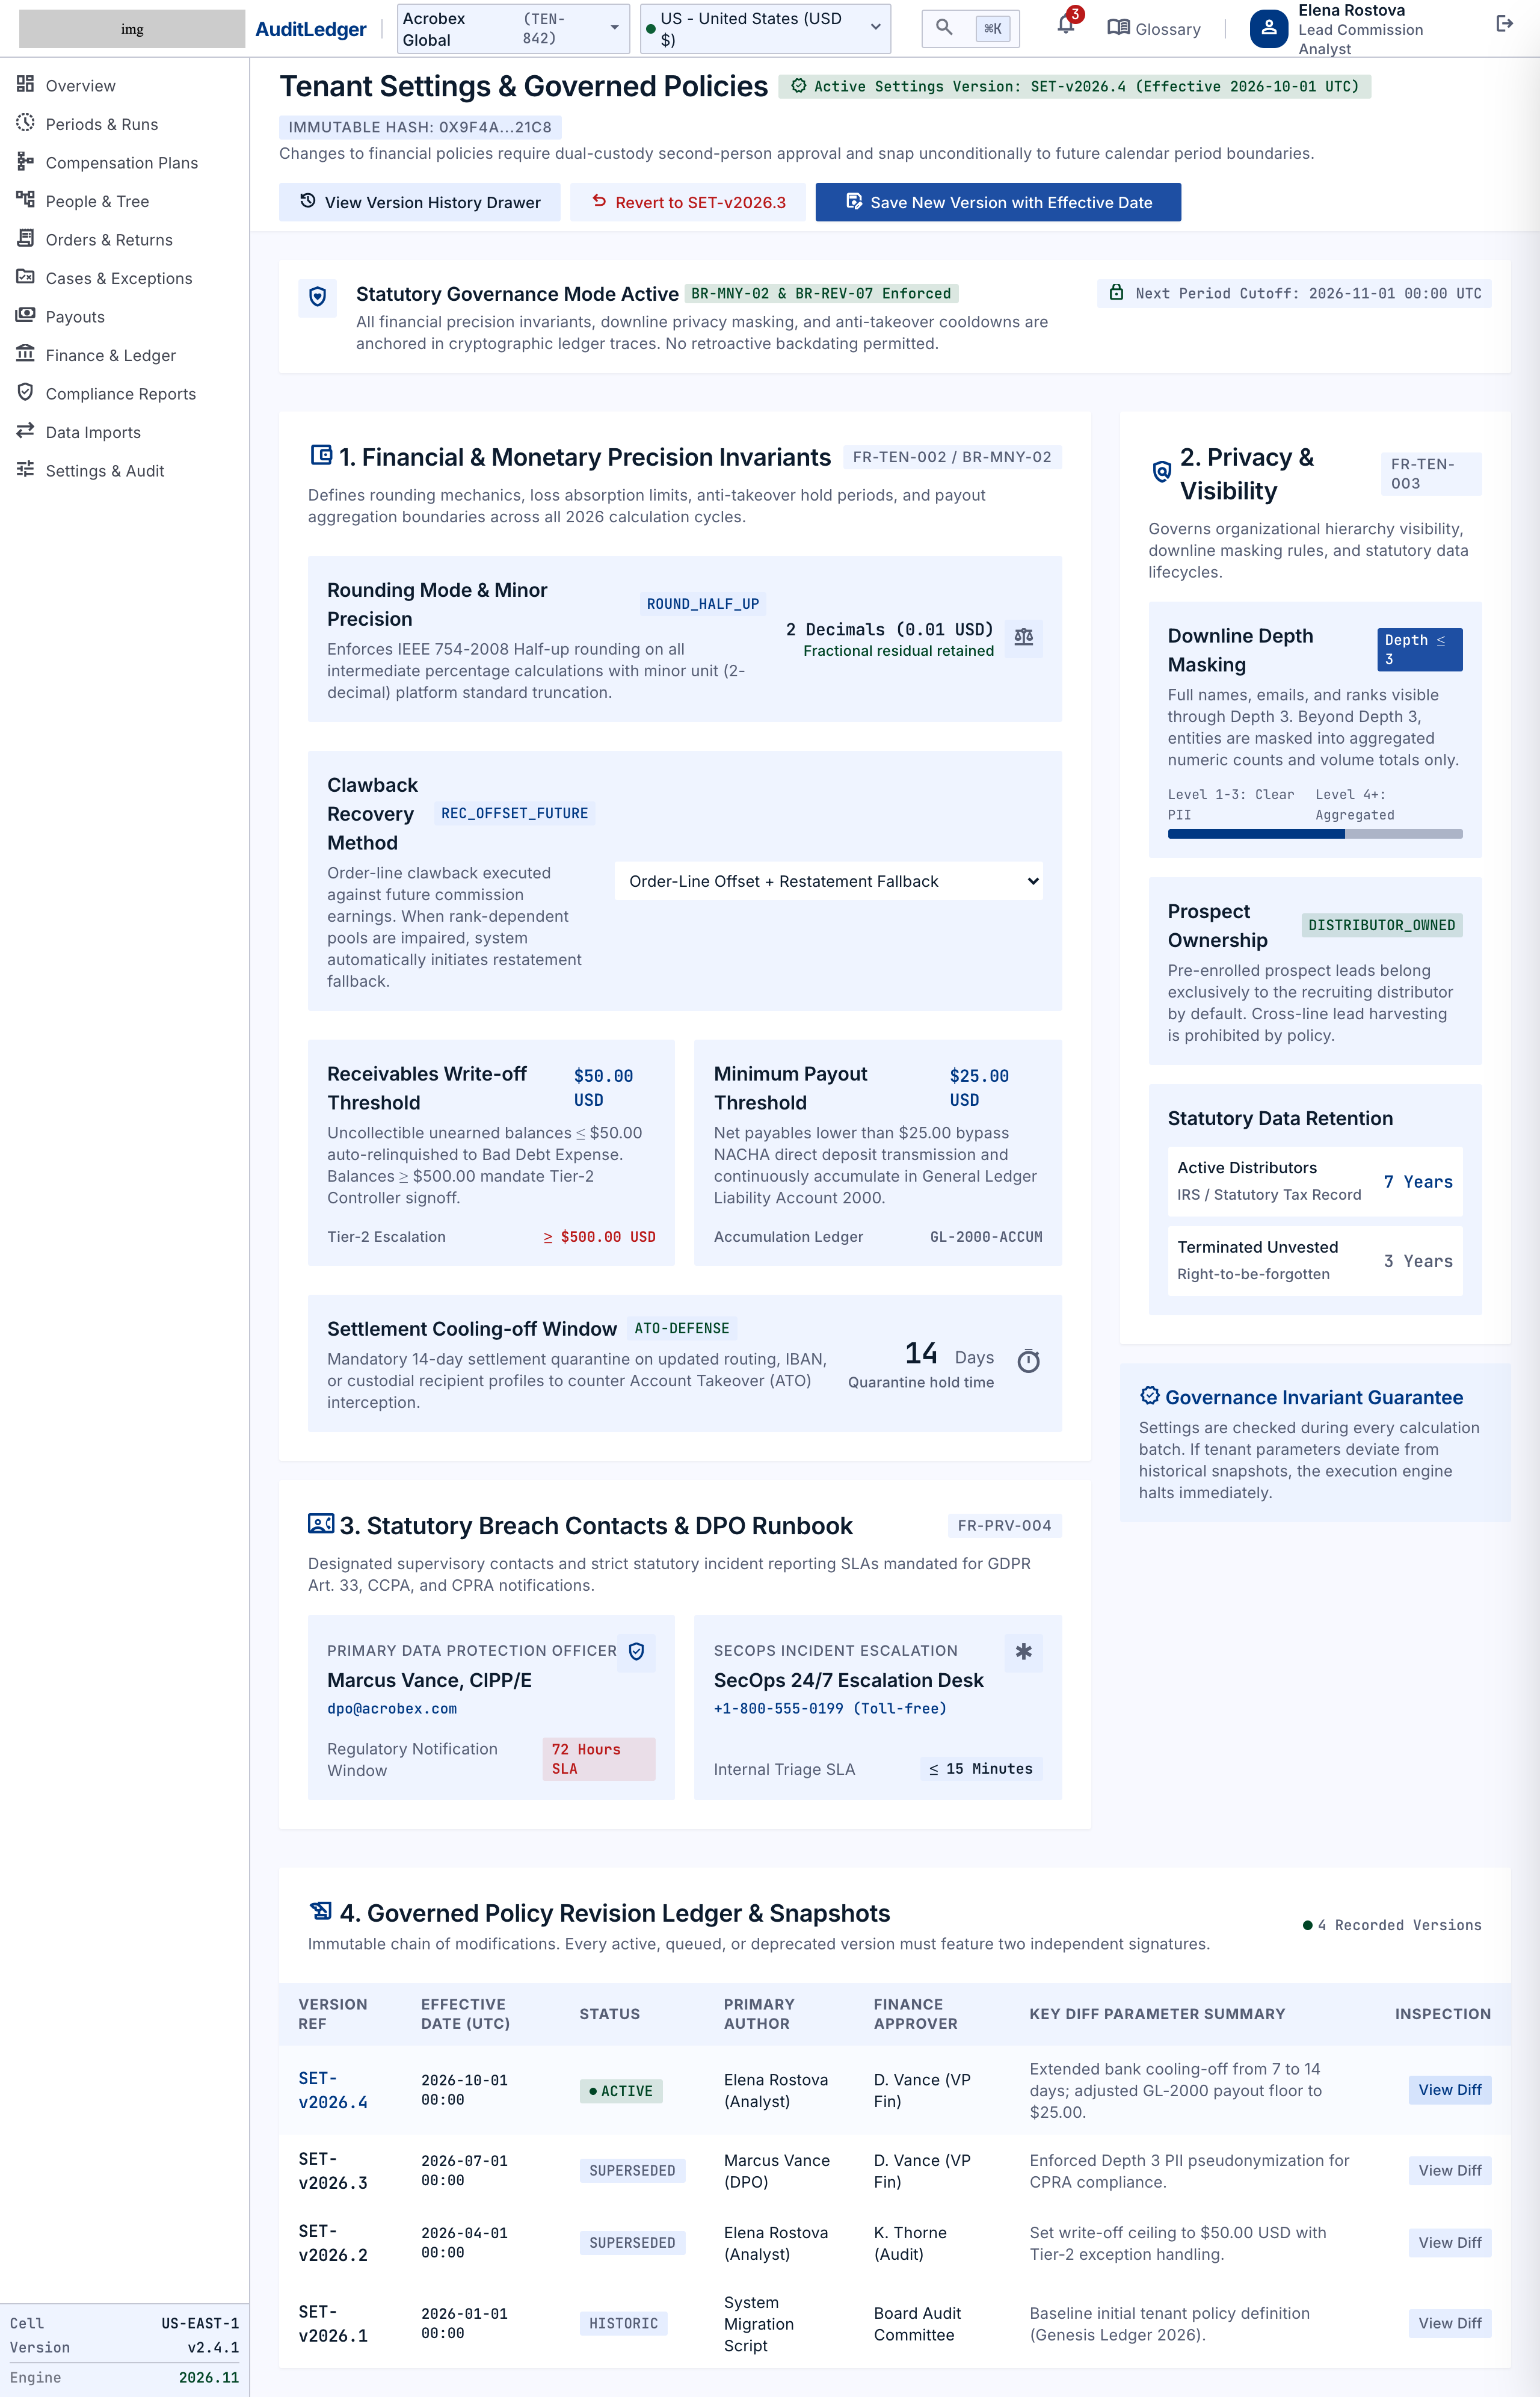 img
AuditLedger
Acrobex Global
(TEN-842)
US - United States (USD $)
⌘K
3
Glossary
Elena Rostova
Lead Commission Analyst
Overview
Periods & Runs
Compensation Plans
People & Tree
Orders & Returns
Cases & Exceptions
Payouts
Finance & Ledger
Compliance Reports
Data Imports
Settings & Audit
Cell US-EAST-1
Version v2.4.1
Engine 2026.11
Tenant Settings & Governed Policies
Active Settings Version: SET-v2026.4 (Effective 2026-10-01 UTC)
IMMUTABLE HASH: 0X9F4A...21C8
Changes to financial policies require dual-custody second-person approval and snap unconditionally to future calendar period boundaries.
View Version History Drawer
Revert to SET-v2026.3
Save New Version with Effective Date
Statutory Governance Mode Active
BR-MNY-02 & BR-REV-07 Enforced
All financial precision invariants, downline privacy masking, and anti-takeover cooldowns are
anchored in cryptographic ledger traces. No retroactive backdating permitted.
Next Period Cutoff: 2026-11-01 00:00 UTC
1. Financial & Monetary Precision Invariants
FR-TEN-002 / BR-MNY-02
Defines rounding mechanics, loss absorption limits, anti-takeover hold periods, and payout
aggregation boundaries across all 2026 calculation cycles.
Rounding Mode & Minor
Precision
ROUND_HALF_UP
Enforces IEEE 754-2008 Half-up rounding on all
intermediate percentage calculations with minor unit (2-
decimal) platform standard truncation.
2 Decimals (0.01 USD)
Fractional residual retained
Clawback
Recovery
Method
REC_OFFSET_FUTURE
Order-line clawback executed
against future commission
earnings. When rank-dependent
pools are impaired, system
automatically initiates restatement
fallback.
Order-Line Offset + Restatement Fallback
Receivables Write-off
Threshold
$50.00
USD
Uncollectible unearned balances ≤ $50.00
auto-relinquished to Bad Debt Expense.
Balances ≥ $500.00 mandate Tier-2
Controller signoff.
Tier-2 Escalation
≥ $500.00 USD
Minimum Payout
Threshold
$25.00
USD
Net payables lower than $25.00 bypass
NACHA direct deposit transmission and
continuously accumulate in General Ledger
Liability Account 2000.
Accumulation Ledger
GL-2000-ACCUM
Settlement Cooling-off Window
ATO-DEFENSE
Mandatory 14-day settlement quarantine on updated routing, IBAN,
or custodial recipient profiles to counter Account Takeover (ATO)
interception.
14 Days
Quarantine hold time
2. Privacy &
Visibility
FR-TEN-
003
Governs organizational hierarchy visibility,
downline masking rules, and statutory data
lifecycles.
Downline Depth
Masking
Depth ≤
3
Full names, emails, and ranks visible
through Depth 3. Beyond Depth 3,
entities are masked into aggregated
numeric counts and volume totals only.
Level 1-3: Clear
PII
Level 4+:
Aggregated
Prospect
Ownership
DISTRIBUTOR_OWNED
Pre-enrolled prospect leads belong
exclusively to the recruiting distributor
by default. Cross-line lead harvesting
is prohibited by policy.
Statutory Data Retention
Active Distributors
IRS / Statutory Tax Record
7 Years
Terminated Unvested
Right-to-be-forgotten
3 Years
Governance Invariant Guarantee
Settings are checked during every calculation
batch. If tenant parameters deviate from
historical snapshots, the execution engine
halts immediately.
3. Statutory Breach Contacts & DPO Runbook
FR-PRV-004
Designated supervisory contacts and strict statutory incident reporting SLAs mandated for GDPR
Art. 33, CCPA, and CPRA notifications.
PRIMARY DATA PROTECTION OFFICER
Marcus Vance, CIPP/E
dpo@acrobex.com
Regulatory Notification
Window
72 Hours
SLA
SECOPS INCIDENT ESCALATION
SecOps 24/7 Escalation Desk
+1-800-555-0199 (Toll-free)
Internal Triage SLA
≤ 15 Minutes
4. Governed Policy Revision Ledger & Snapshots
Immutable chain of modifications. Every active, queued, or deprecated version must feature two independent signatures.
4 Recorded Versions
VERSION REF
EFFECTIVE DATE (UTC)
STATUS
PRIMARY AUTHOR
FINANCE APPROVER
KEY DIFF PARAMETER SUMMARY
INSPECTION
SET-v2026.4
2026-10-01 00:00
ACTIVE
Elena Rostova (Analyst)
D. Vance (VP Fin)
Extended bank cooling-off from 7 to 14
days; adjusted GL-2000 payout floor to
$25.00.
View Diff
SET-v2026.3
2026-07-01 00:00
SUPERSEDED
Marcus Vance (DPO)
D. Vance (VP Fin)
Enforced Depth 3 PII pseudonymization for
CPRA compliance.
View Diff
SET-v2026.2
2026-04-01 00:00
SUPERSEDED
Elena Rostova (Analyst)
K. Thorne (Audit)
Set write-off ceiling to $50.00 USD with
Tier-2 exception handling.
View Diff
SET-v2026.1
2026-01-01 00:00
HISTORIC
System Migration Script
Board Audit Committee
Baseline initial tenant policy definition
(Genesis Ledger 2026).
View Diff